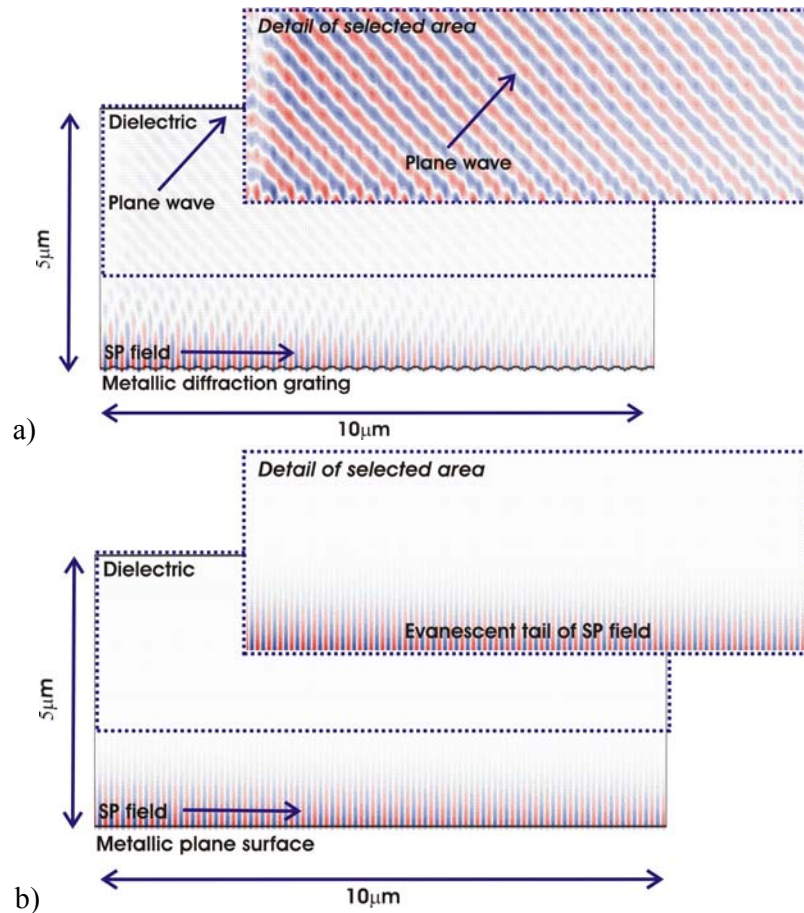 Detail of selected area
Dielectric
Plane wave
Plane wave
5μm
SP field
Metallic diffraction grating
10μm
a)
Detail of selected area
Dielectric
Evanescent tail of SP field
5μm
SP field
Metallic plane surface
10μm
b)